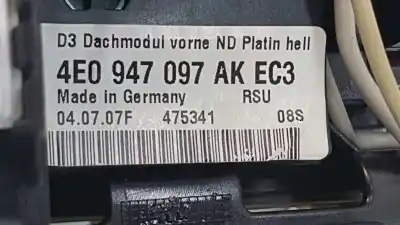 D3 Dachmodul vorne ND Platin hell
4E0 947 097 AK EC3
Made in Germany RSU
04.07.07F 475341 08S